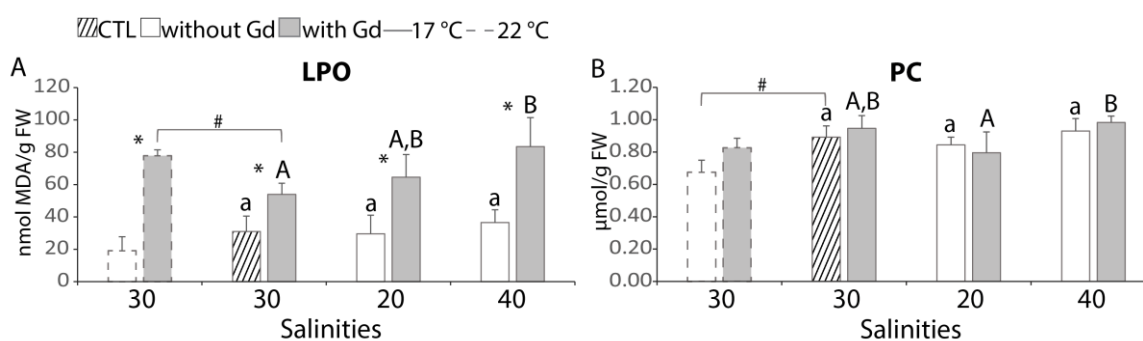 CTL without Gd with Gd 17 °C 22 °C
A LPO
nmol MDA/g FW
120
100
80
60
40
20
0
*
#
* A
a
* A,B
a
* B
a
30 30 20 40
Salinities
B PC
µmol/g FW
1.20
1.00
0.80
0.60
0.40
0.20
0.00
#
a A,B
a A
a B
30 30 20 40
Salinities